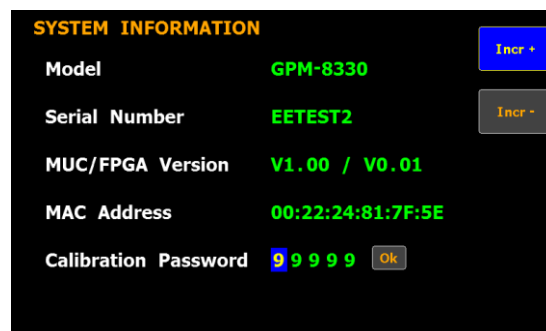 SYSTEM INFORMATION
Incr +
Model GPM-8330
Serial Number EETEST2
Incr -
MUC/FPGA Version V1.00 / V0.01
MAC Address 00:22:24:81:7F:5E
Calibration Password 9 9 9 9 9 Ok